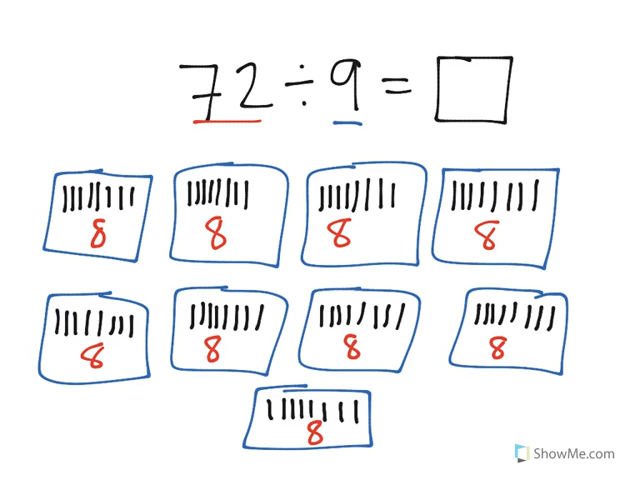 72 ÷ 9 = □
8 8 8 8
8 8 8 8
8
ShowMe.com